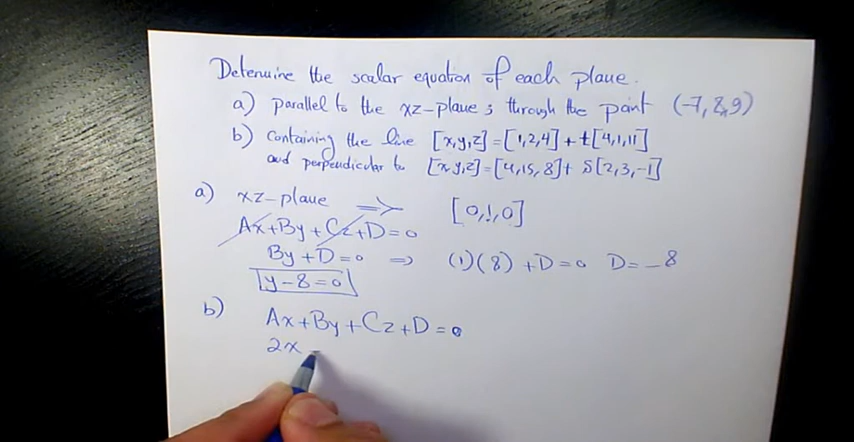 Determine the scalar equation of each plane.
a) parallel to the xz-plane & through the point (-7,8,9)
b) containing the line [x,y,z]=[1,2,4]+t[4,1,11]
and perpendicular to [x,y,z]=[4,15,8]+s[2,3,-1]
a) xz-plane ⇒ [0,1,0]
Ax+By+Cz+D=0
By+D=0 ⇒ (1)(8)+D=0 D=-8
y-8=0
b) Ax+By+Cz+D=0
2x